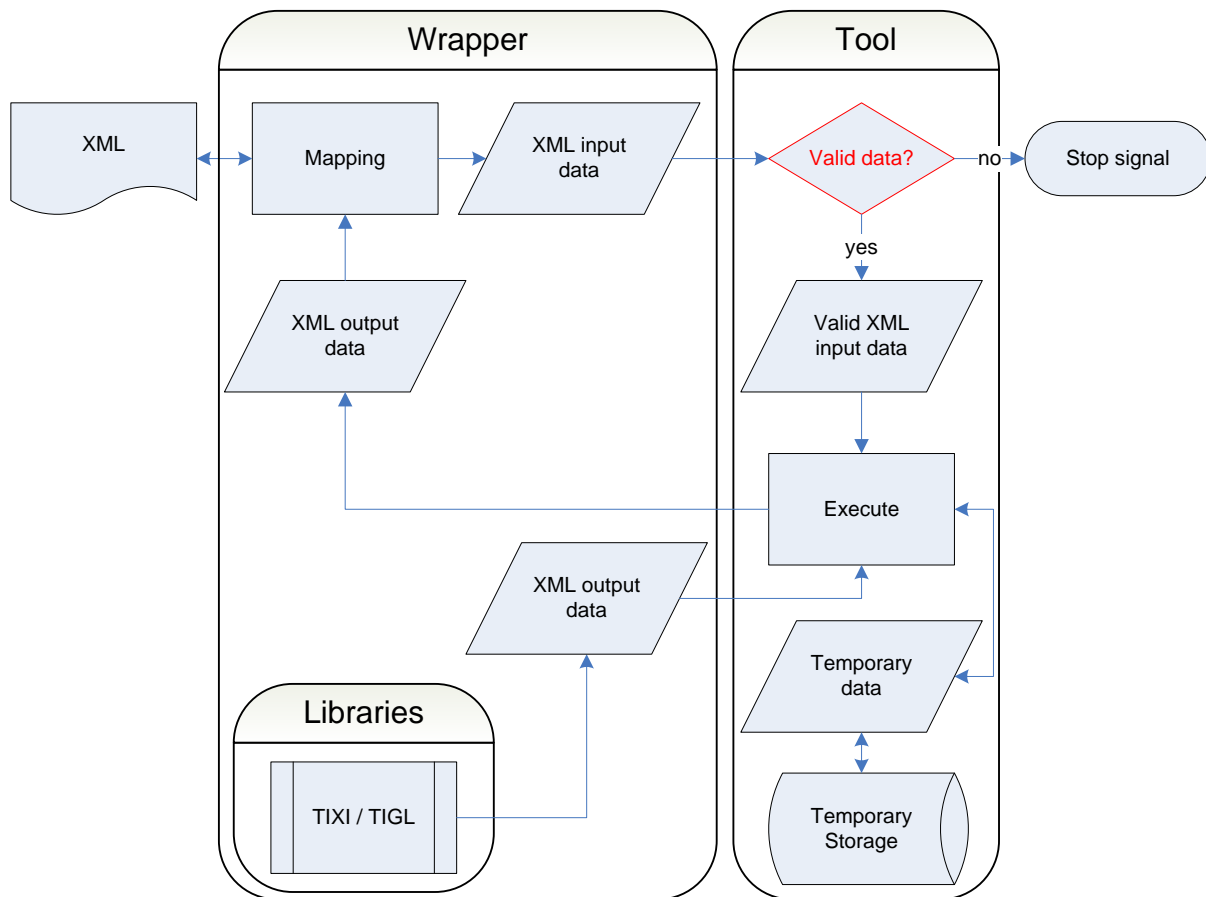 Wrapper
Tool
XML
Mapping
XML input
data
Valid data?
no
Stop signal
yes
XML output
data
Valid XML
input data
Execute
XML output
data
Temporary
data
Libraries
TIXI / TIGL
Temporary
Storage